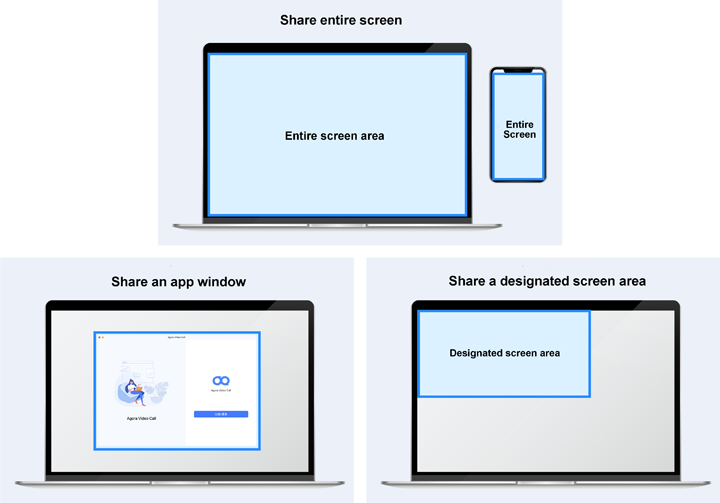 Share entire screen
Entire screen area
Entire
Screen
Share an app window
Agora Video Call
Agora Video Call
Agora Video Call
Share a designated screen area
Designated screen area